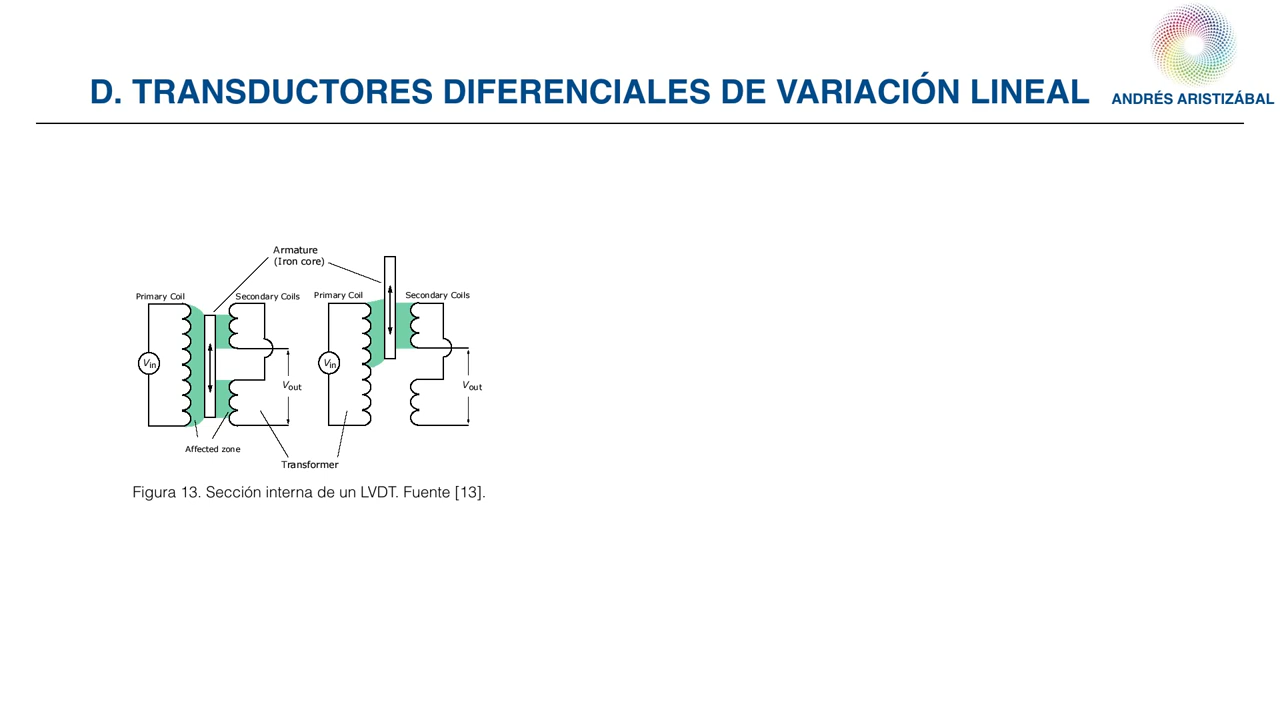 D. TRANSDUCTORES DIFERENCIALES DE VARIACIÓN LINEAL
ANDRÉS ARISTIZÁBAL
Armature
(Iron core)
Primary Coil
Secondary Coils
Primary Coil
Secondary Coils
Vin
Vin
Vout
Vout
Affected zone
Transformer
Figura 13. Sección interna de un LVDT. Fuente [13].